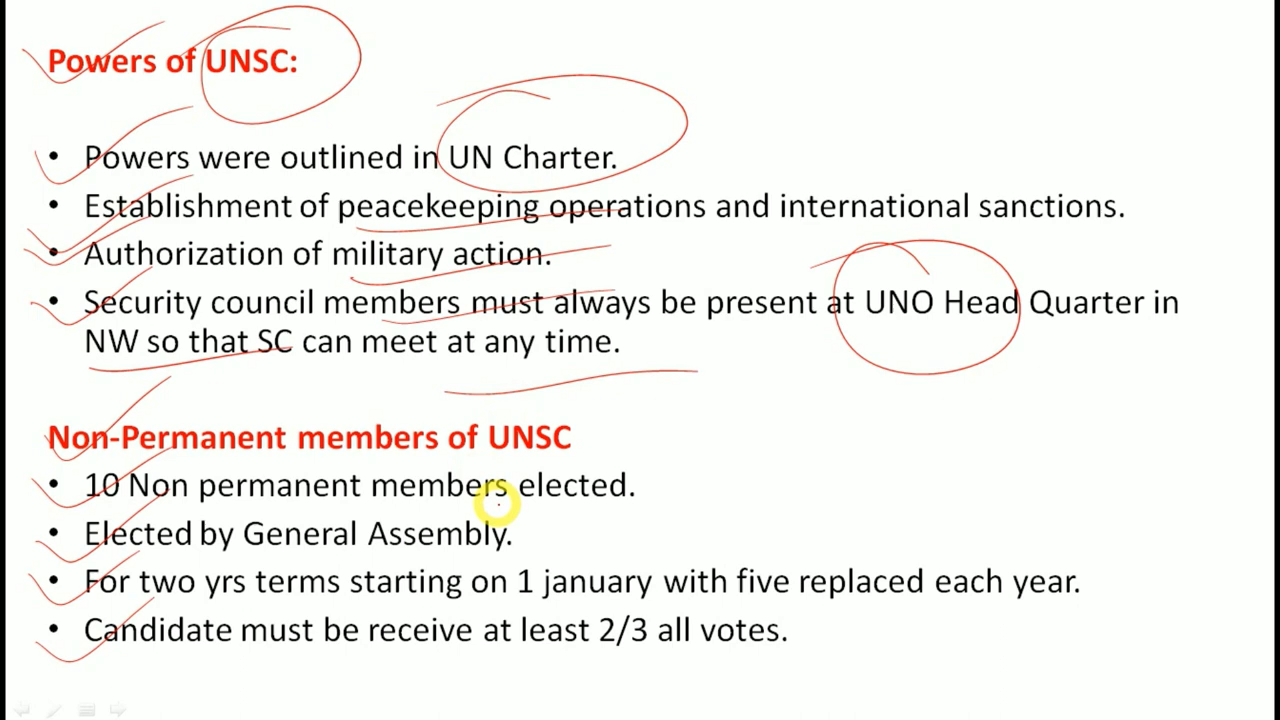 Powers of UNSC:
• Powers were outlined in UN Charter.
• Establishment of peacekeeping operations and international sanctions.
• Authorization of military action.
• Security council members must always be present at UNO Head Quarter in
NW so that SC can meet at any time.
Non-Permanent members of UNSC
• 10 Non permanent members elected.
• Elected by General Assembly.
• For two yrs terms starting on 1 january with five replaced each year.
• Candidate must be receive at least 2/3 all votes.